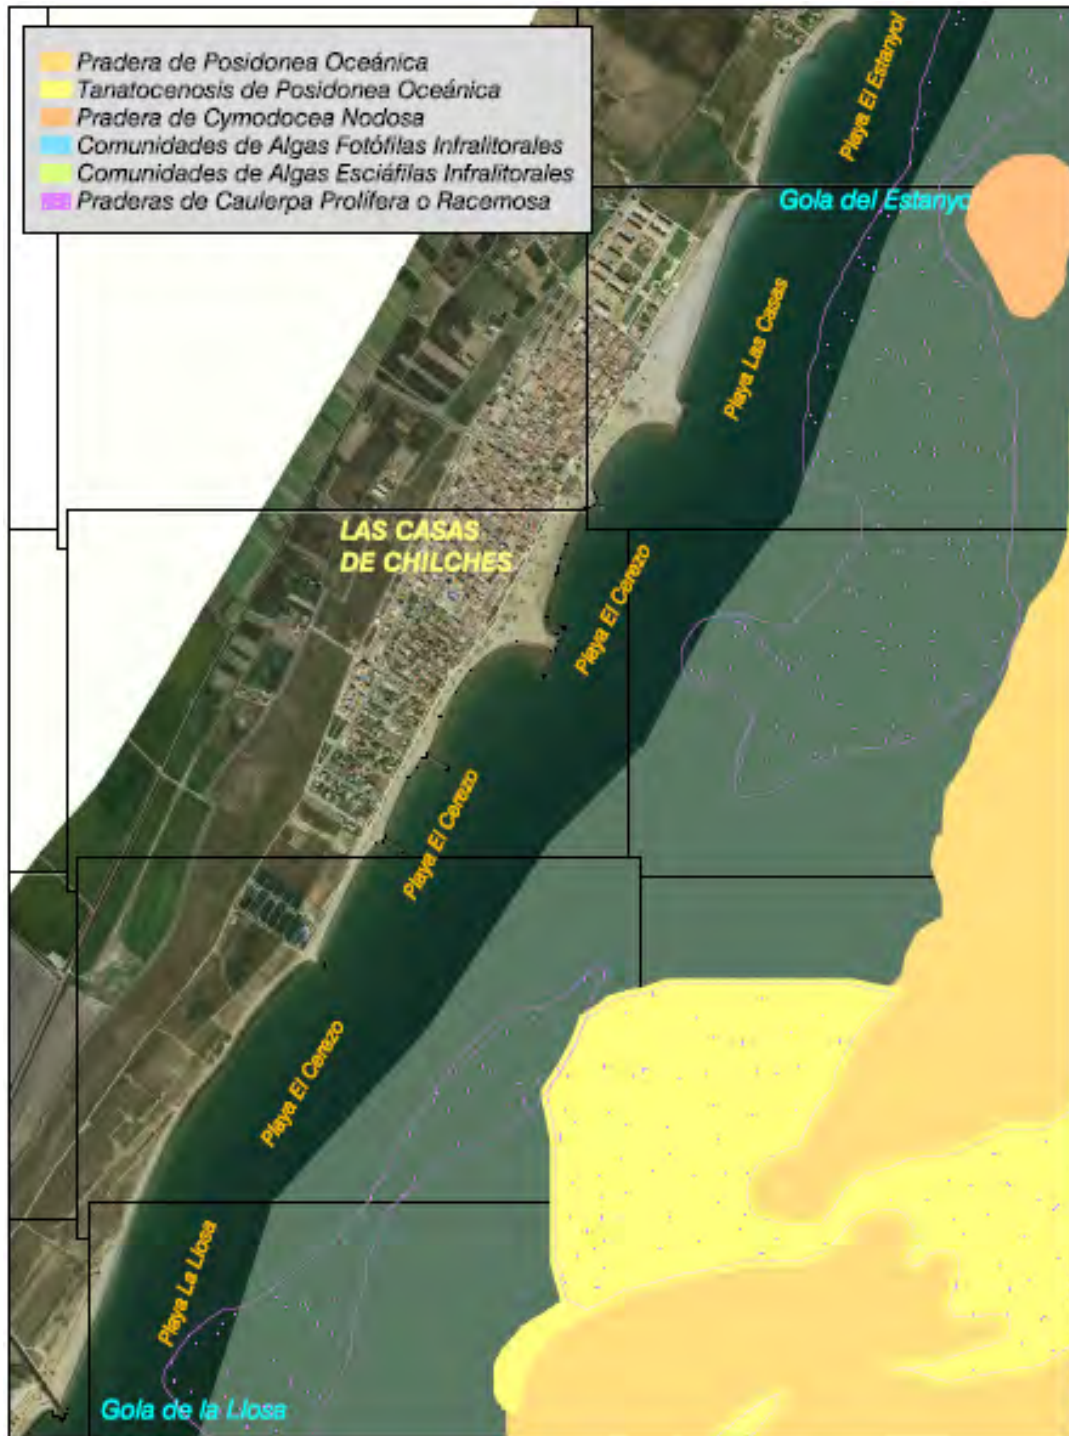 Pradera de Posidonea Oceánica
Tanatocenosis de Posidonea Oceánica
Pradera de Cymodocea Nodosa
Comunidades de Algas Fotófilas Infralitorales
Comunidades de Algas Esciáfilas Infralitorales
Praderas de Caulerpa Prolífera o Racemosa
Playa El Estanyol
Gola del Estanyo
Playa Las Casas
LAS CASAS
DE CHILCHES
Playa El Cerezo
Playa El Cerezo
Playa El Cerezo
Playa La Llosa
Gola de la Llosa